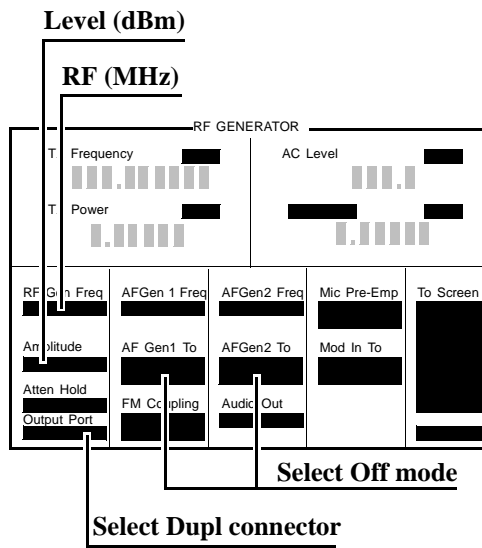 Level (dBm)
RF (MHz)
RF GENERATOR
T Frequency
AC Level
T Power
RF Gen Freq
AFGen 1 Freq
AFGen2 Freq
Mic Pre-Emp
To Screen
Amplitude
AF Gen1 To
AFGen2 To
Mod In To
Atten Hold
FM Coupling
Audio Out
Output Port
Select Off mode
Select Dupl connector